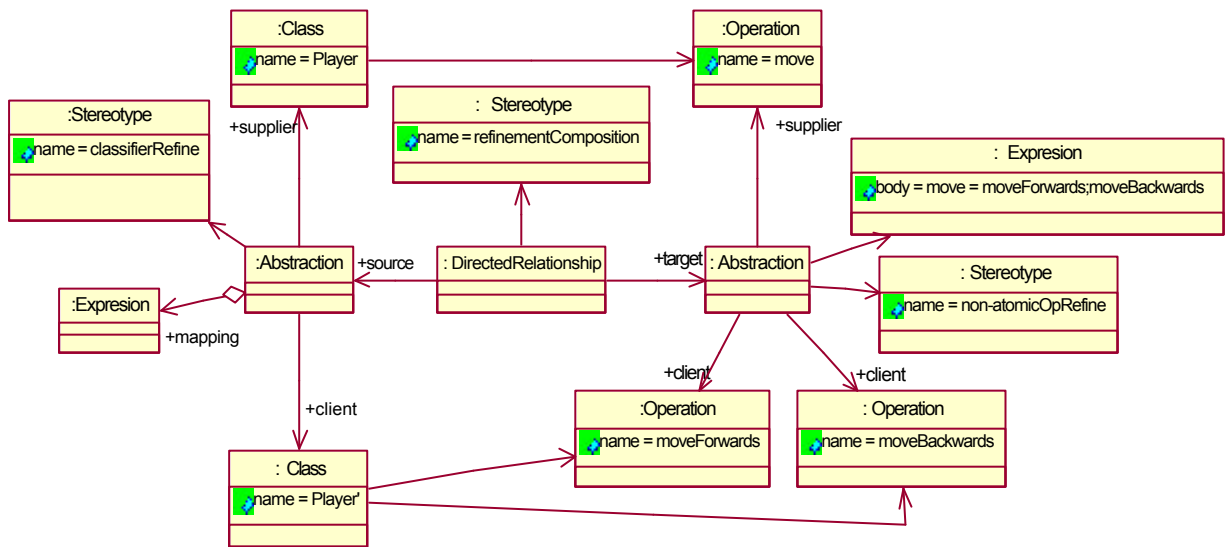 :Class
name = Player
:Operation
name = move
:Stereotype
name = classifierRefine
: Stereotype
name = refinementComposition
+supplier
+supplier
: Expresion
body = move = moveForwards;moveBackwards
:Abstraction
+source
: DirectedRelationship
+target
: Abstraction
: Stereotype
name = non-atomicOpRefine
:Expresion
+mapping
+client
+client
+client
:Operation
name = moveForwards
: Operation
name = moveBackwards
: Class
name = Player'